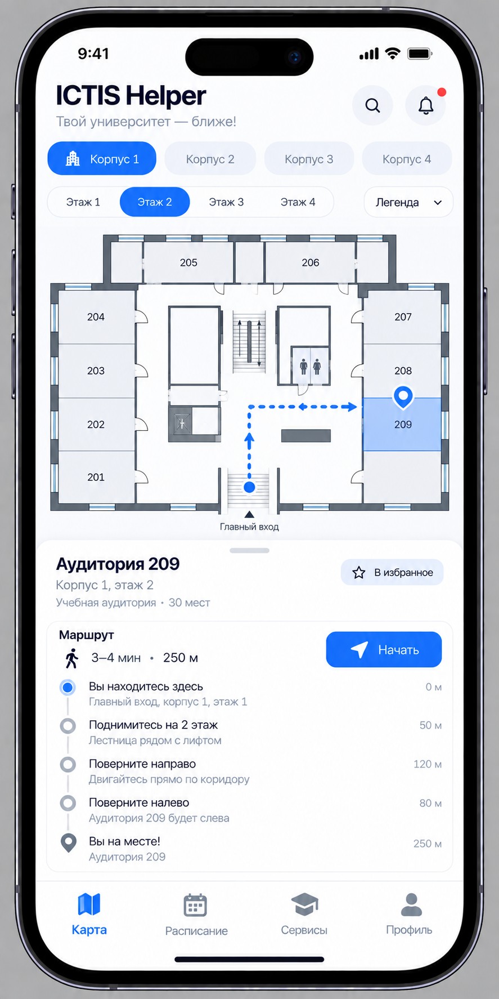 9:41
ICTIS Helper
Твой университет — ближе!
Корпус 1
Корпус 2
Корпус 3
Корпус 4
Этаж 1
Этаж 2
Этаж 3
Этаж 4
Легенда
205
206
204
207
203
208
202
209
201
Главный вход
Аудитория 209
В избранное
Корпус 1, этаж 2
Учебная аудитория • 30 мест
Маршрут
3–4 мин • 250 м
Начать
Вы находитесь здесь
0 м
Главный вход, корпус 1, этаж 1
Поднимитесь на 2 этаж
50 м
Лестница рядом с лифтом
Поверните направо
120 м
Двигайтесь прямо по коридору
Поверните налево
80 м
Аудитория 209 будет слева
Вы на месте!
250 м
Аудитория 209
Карта
Расписание
Сервисы
Профиль